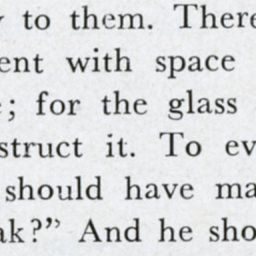 to them. There
ent with space
; for the glass
struct it. To ev
should have ma
ak?” And he sho